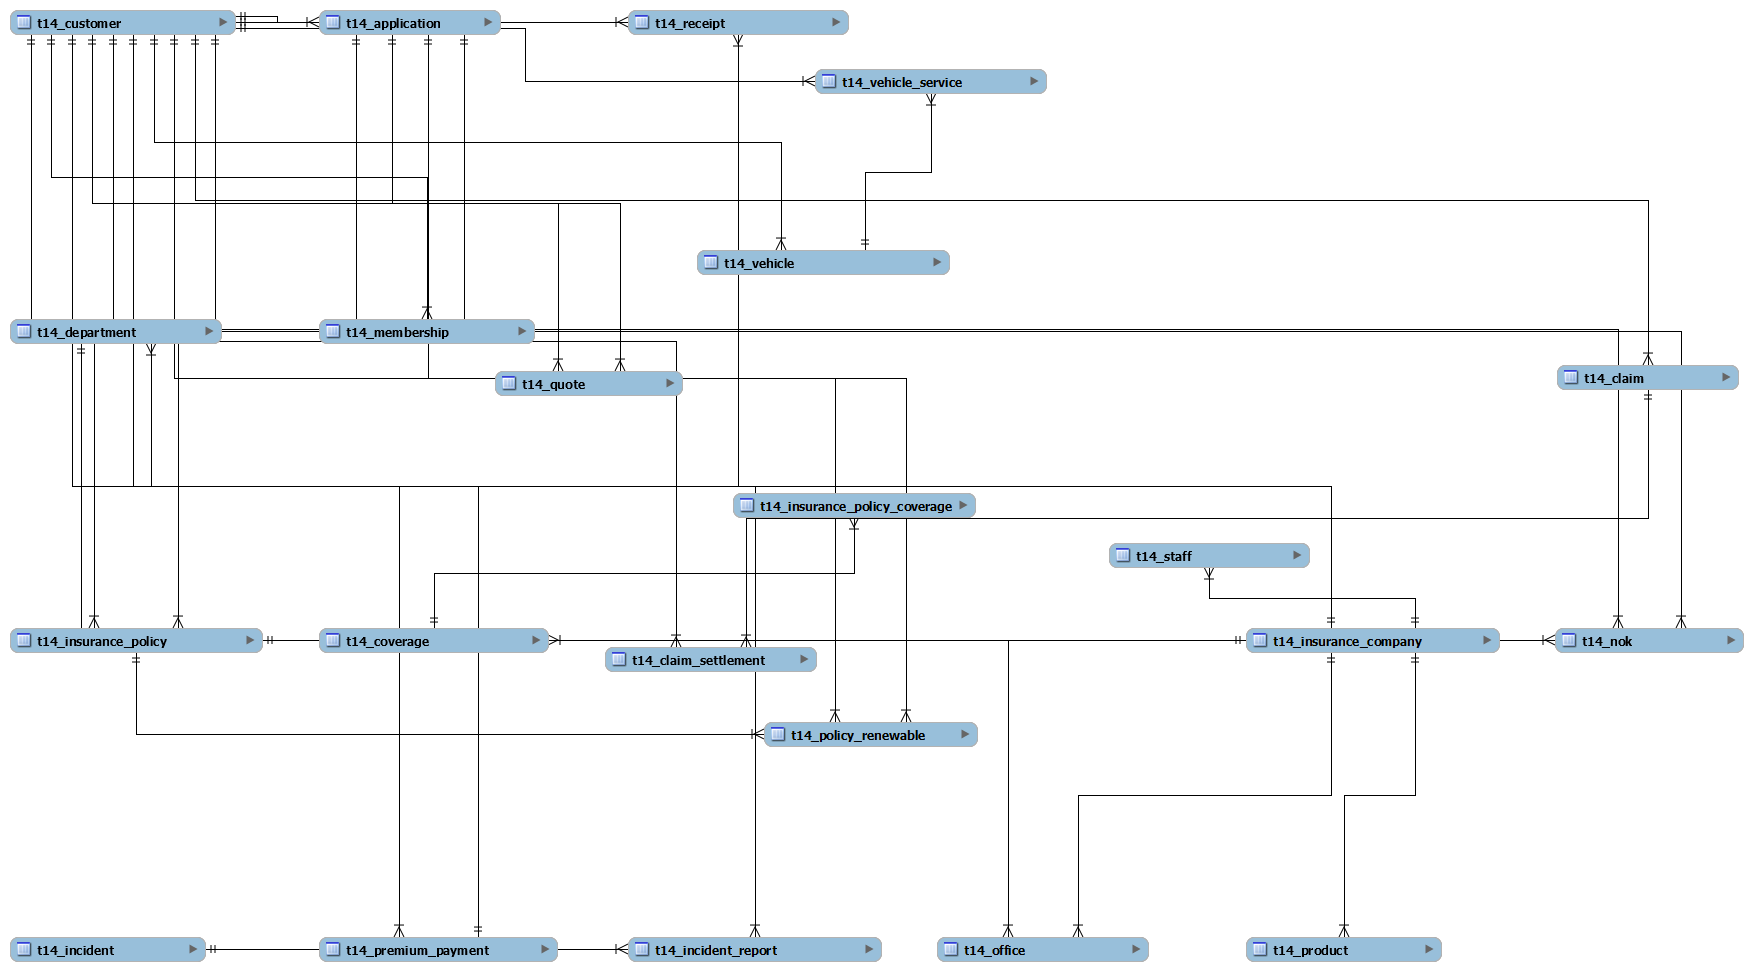 t14_customer
t14_application
t14_receipt
t14_vehicle_service
t14_vehicle
t14_department
t14_membership
t14_quote
t14_claim
t14_insurance_policy_coverage
t14_staff
t14_insurance_policy
t14_coverage
t14_claim_settlement
t14_insurance_company
t14_nok
t14_policy_renewable
t14_incident
t14_premium_payment
t14_incident_report
t14_office
t14_product